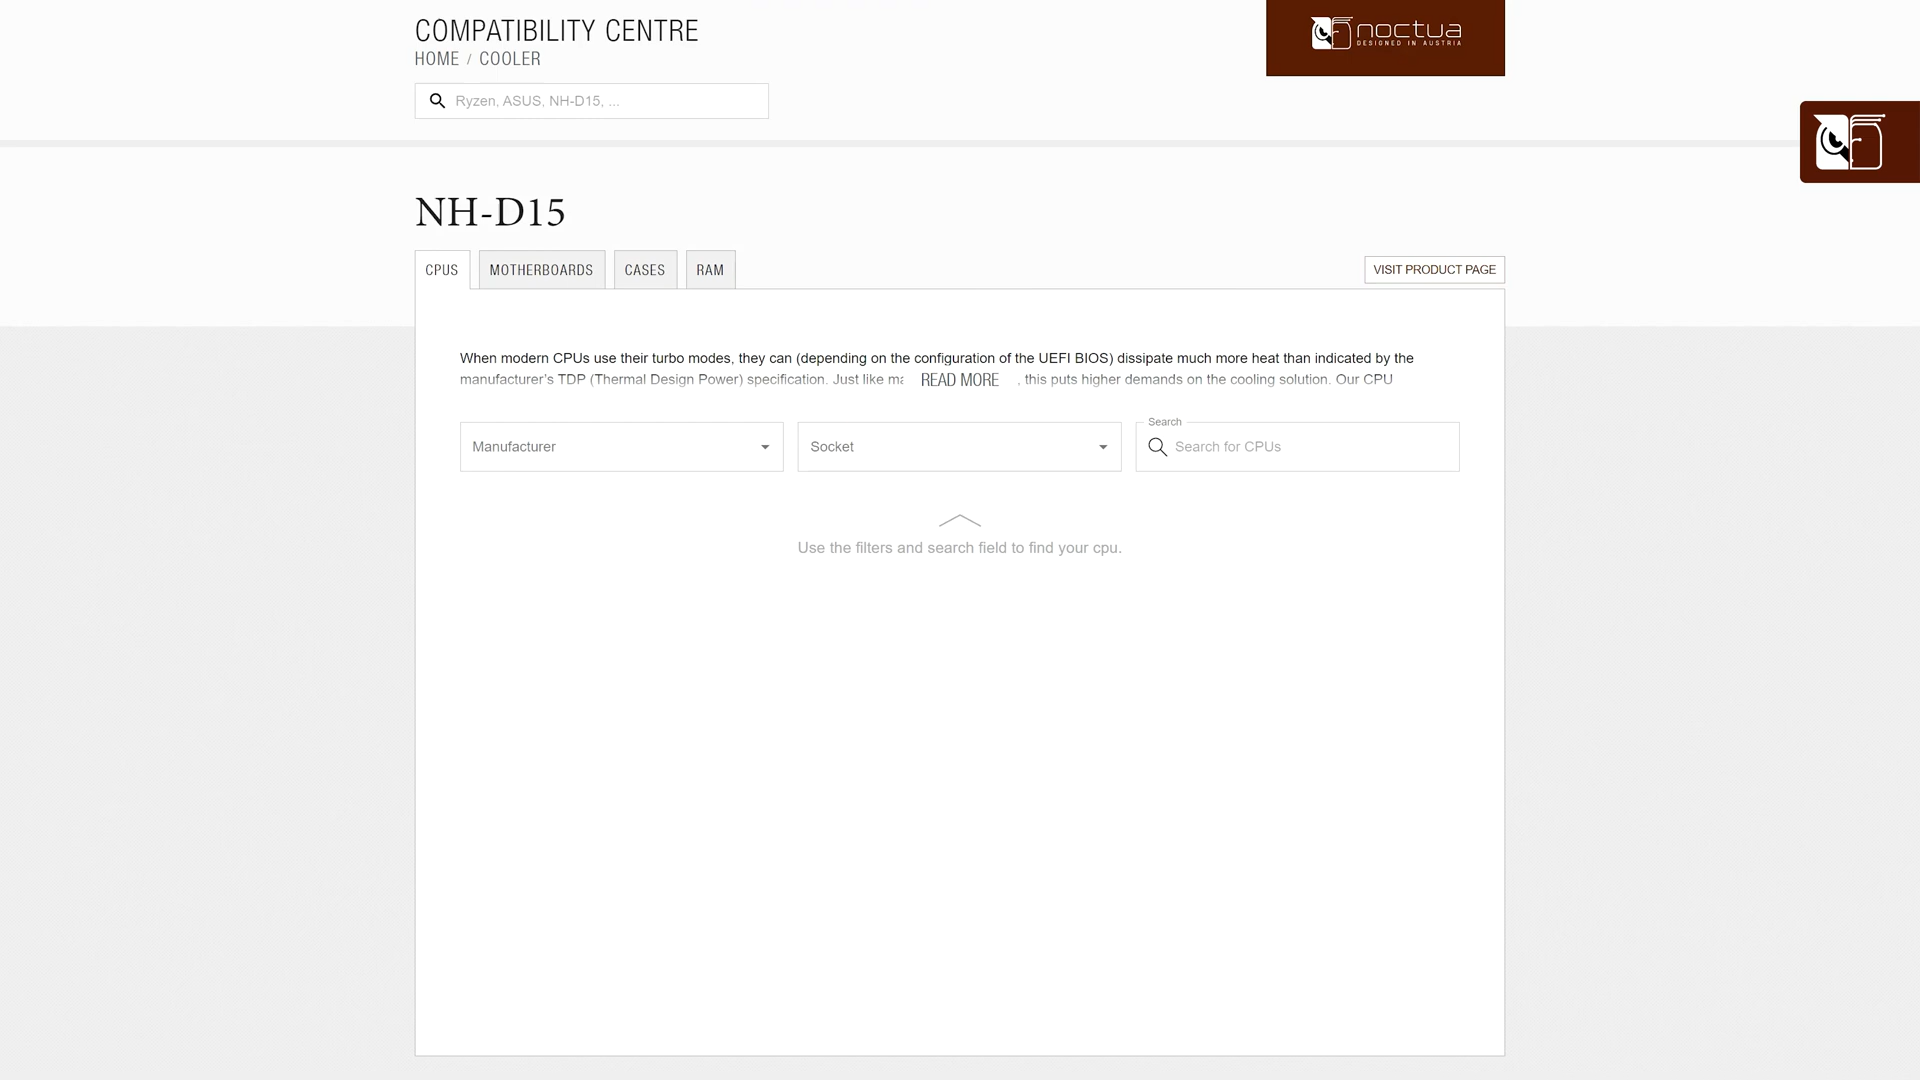 COMPATIBILITY CENTRE
noctua
DESIGNED IN AUSTRIA
HOME / COOLER
Ryzen, ASUS, NH-D15, ...
NH-D15
CPUS
MOTHERBOARDS
CASES
RAM
VISIT PRODUCT PAGE
When modern CPUs use their turbo modes, they can (depending on the configuration of the UEFI BIOS) dissipate much more heat than indicated by the
manufacturer's TDP (Thermal Design Power) specification. Just like READ MORE , this puts higher demands on the cooling solution. Our CPU
Manufacturer
Socket
Search
Search for CPUs
Use the filters and search field to find your cpu.